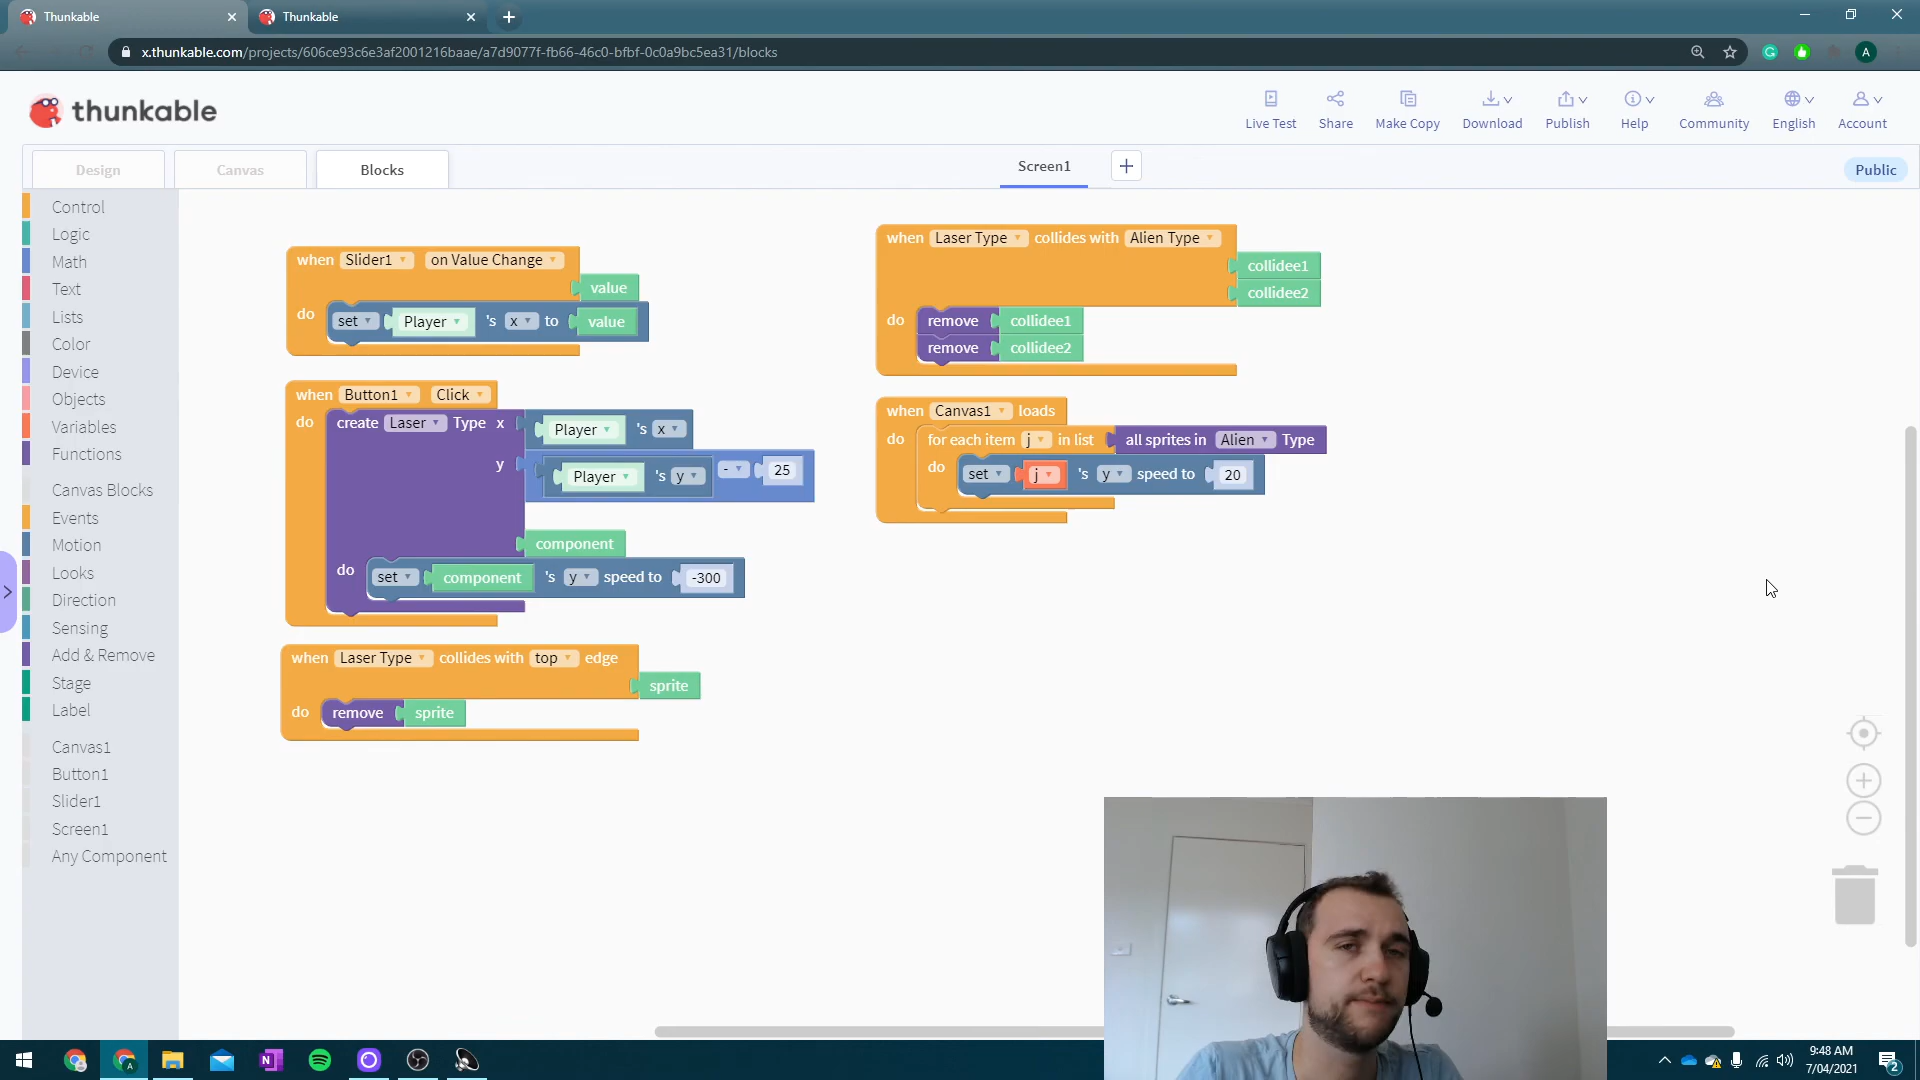 Thunkable
Thunkable
x.thunkable.com/projects/606ce93c6e3af2001216baae/a7d9077f-fb66-46c0-bfbf-0c0a9bc5ea31/blocks
A
thunkable
Live Test
Share
Make Copy
Download
Publish
Help
Community
English
Account
Design
Canvas
Blocks
Screen1
Public
Control
Logic
Math
Text
Lists
Color
Device
Objects
Variables
Functions
Canvas Blocks
Events
Motion
Looks
Direction
Sensing
Add & Remove
Stage
Label
Canvas1
Button1
Slider1
Screen1
Any Component
when Slider1 on Value Change
value
do set Player 's x to value
when Button1 Click
do create Laser Type x Player 's x
y Player 's y - 25
component
do set component 's y speed to -300
when Laser Type collides with top edge
sprite
do remove sprite
when Laser Type collides with Alien Type
collidee1
collidee2
do remove collidee1
remove collidee2
when Canvas1 loads
do for each item j in list all sprites in Alien Type
do set j 's y speed to 20
9:48 AM
7/04/2021
2